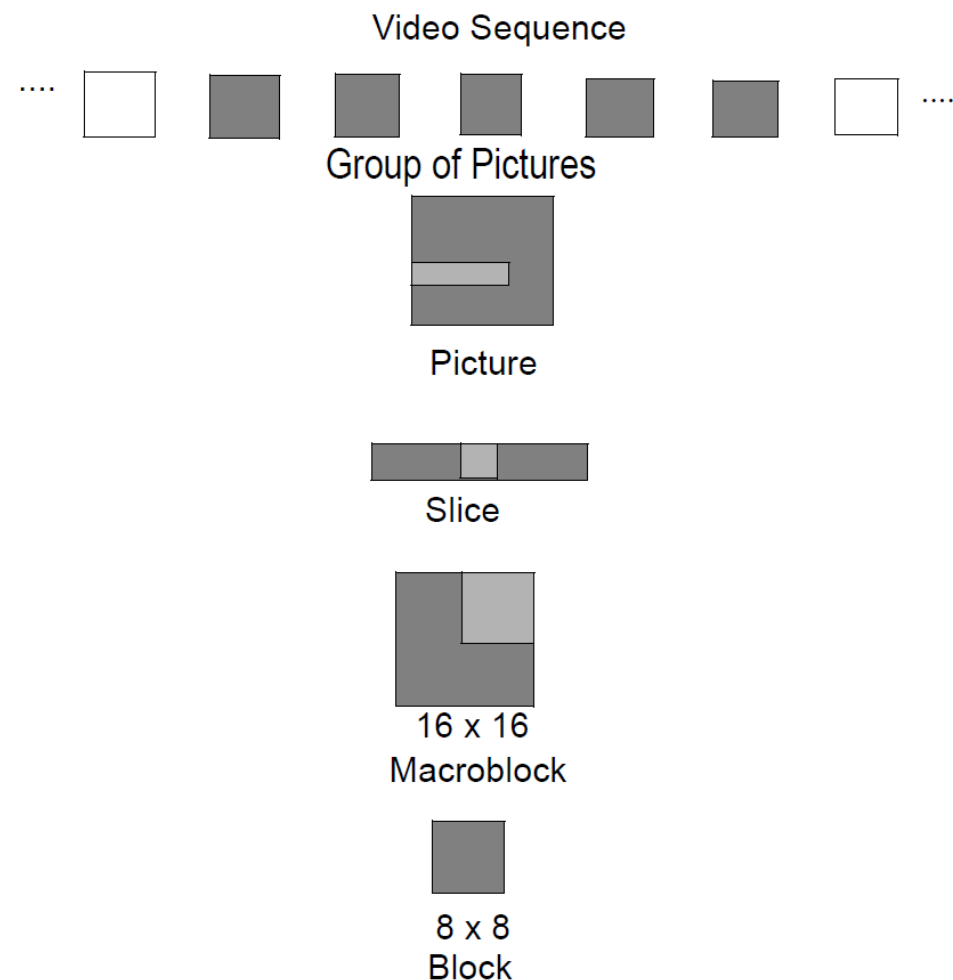 Video Sequence
.... ....
Group of Pictures
Picture
Slice
16 x 16
Macroblock
8 x 8
Block